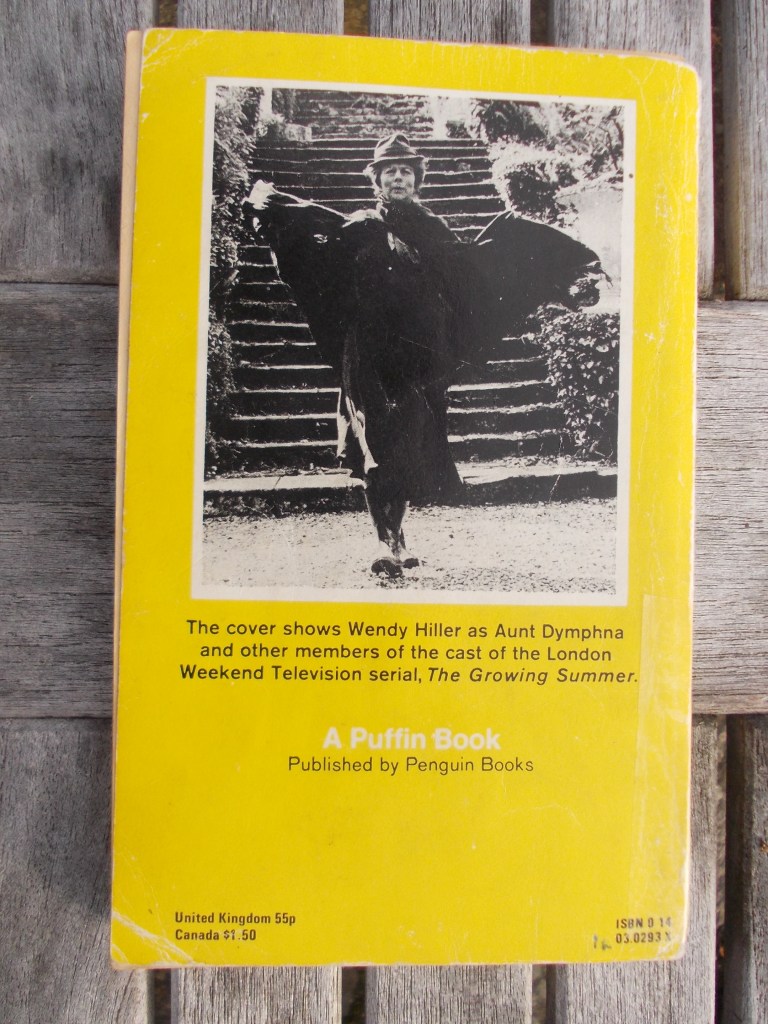 The cover shows Wendy Hiller as Aunt Dymphna
and other members of the cast of the London
Weekend Television serial, The Growing Summer.
A Puffin Book
Published by Penguin Books
United Kingdom 55p
Canada $1.50
ISBN 0 14
03.0293 X